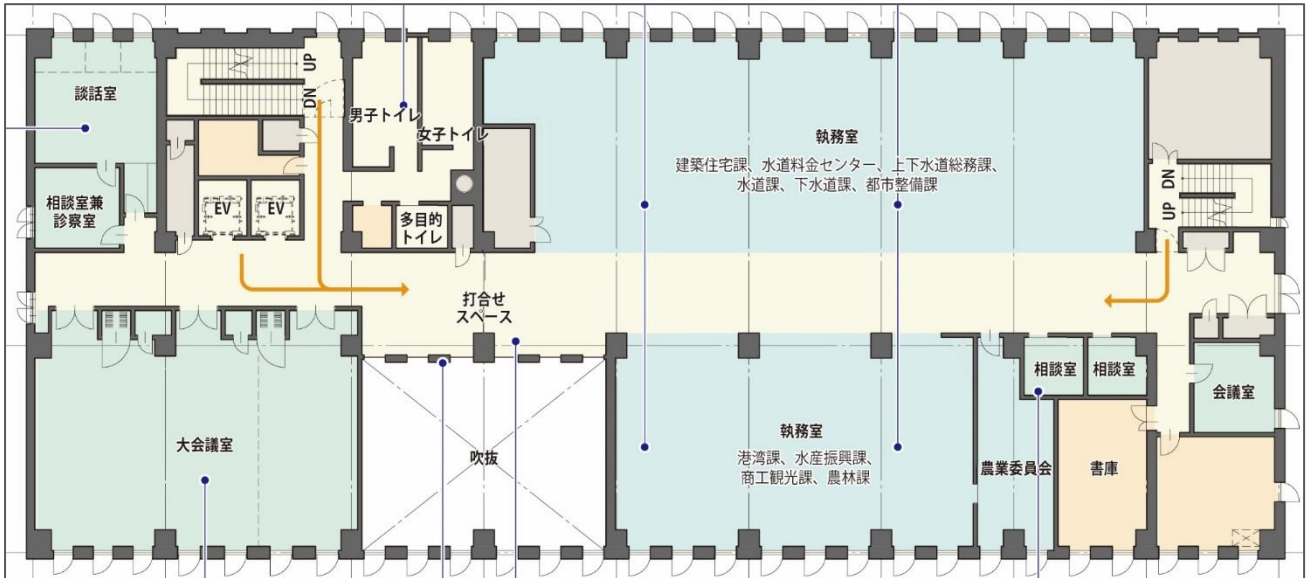 談話室
UP
DN
男子トイレ
女子トイレ
執務室
建築住宅課、水道料金センター、上下水道総務課、
水道課、下水道課、都市整備課
相談室兼
診察室
EV
EV
多目的
トイレ
DN
UP
打合せ
スペース
大会議室
吹抜
執務室
港湾課、水産振興課、
商工観光課、農林課
農業委員会
相談室
相談室
書庫
会議室